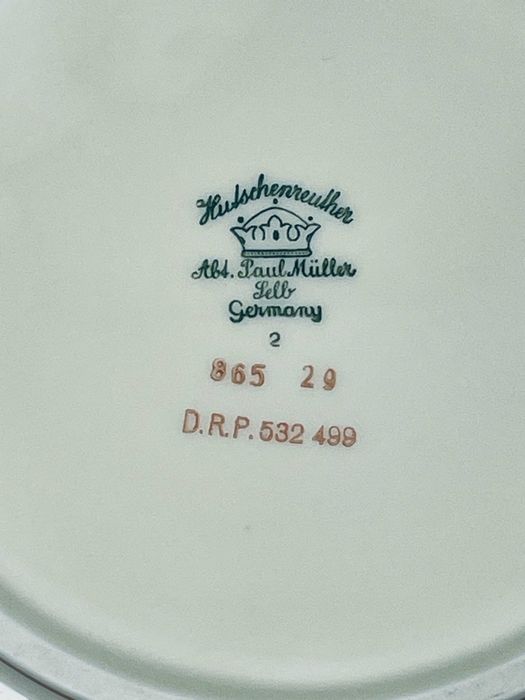 Hutschenreuther
Abt. Paul Müller
Selb
Germany
2
865 29
D.R.P. 532 499